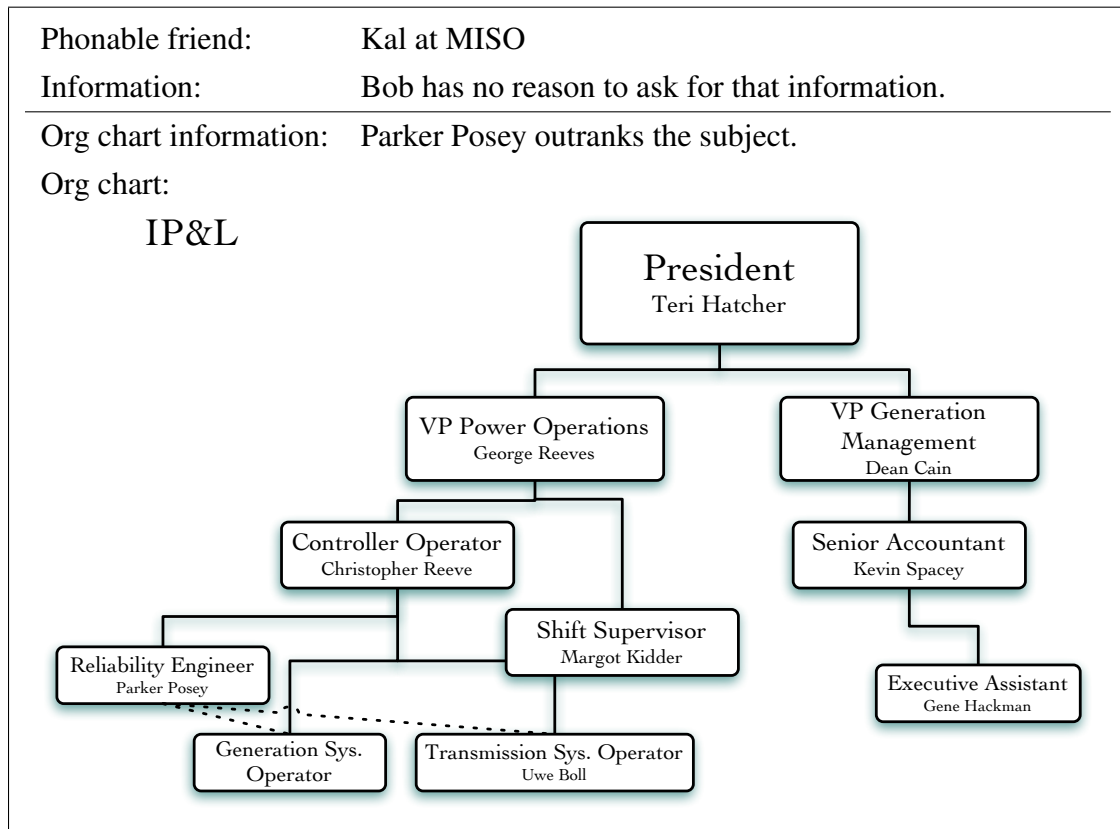 Phonable friend: Kal at MISO
Information: Bob has no reason to ask for that information.
Org chart information: Parker Posey outranks the subject.
Org chart:
IP&L
President
Teri Hatcher
VP Power Operations
George Reeves
VP Generation
Management
Dean Cain
Controller Operator
Christopher Reeve
Senior Accountant
Kevin Spacey
Shift Supervisor
Margot Kidder
Reliability Engineer
Parker Posey
Executive Assistant
Gene Hackman
Generation Sys.
Operator
Transmission Sys. Operator
Uwe Boll